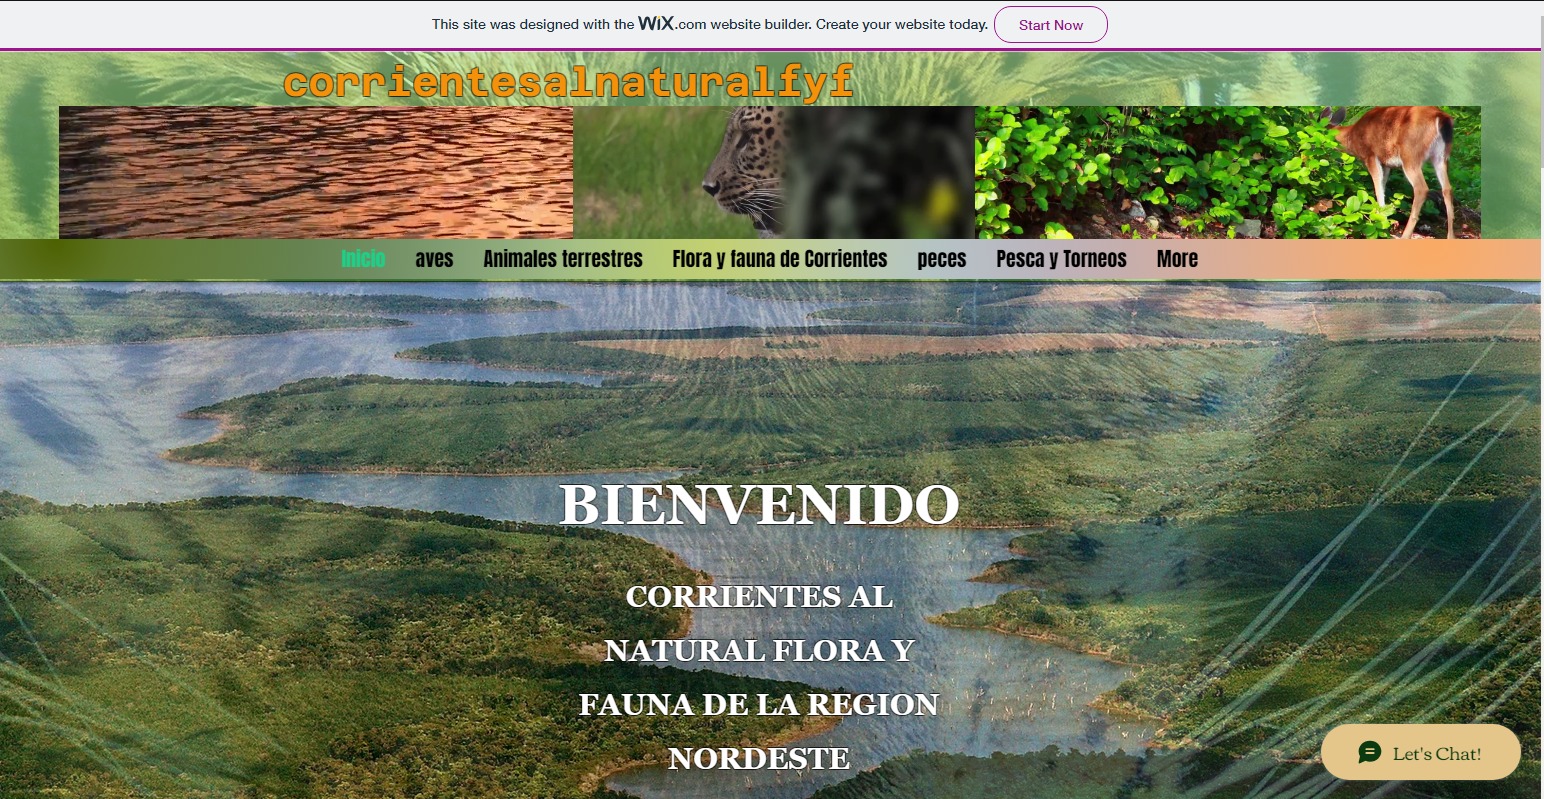 This site was designed with the WiX.com website builder. Create your website today. Start Now
corrientesalnaturalfyf
Inicio aves Animales terrestres Flora y fauna de Corrientes peces Pesca y Torneos More
BIENVENIDO
CORRIENTES AL
NATURAL FLORA Y
FAUNA DE LA REGION
NORDESTE
Let's Chat!